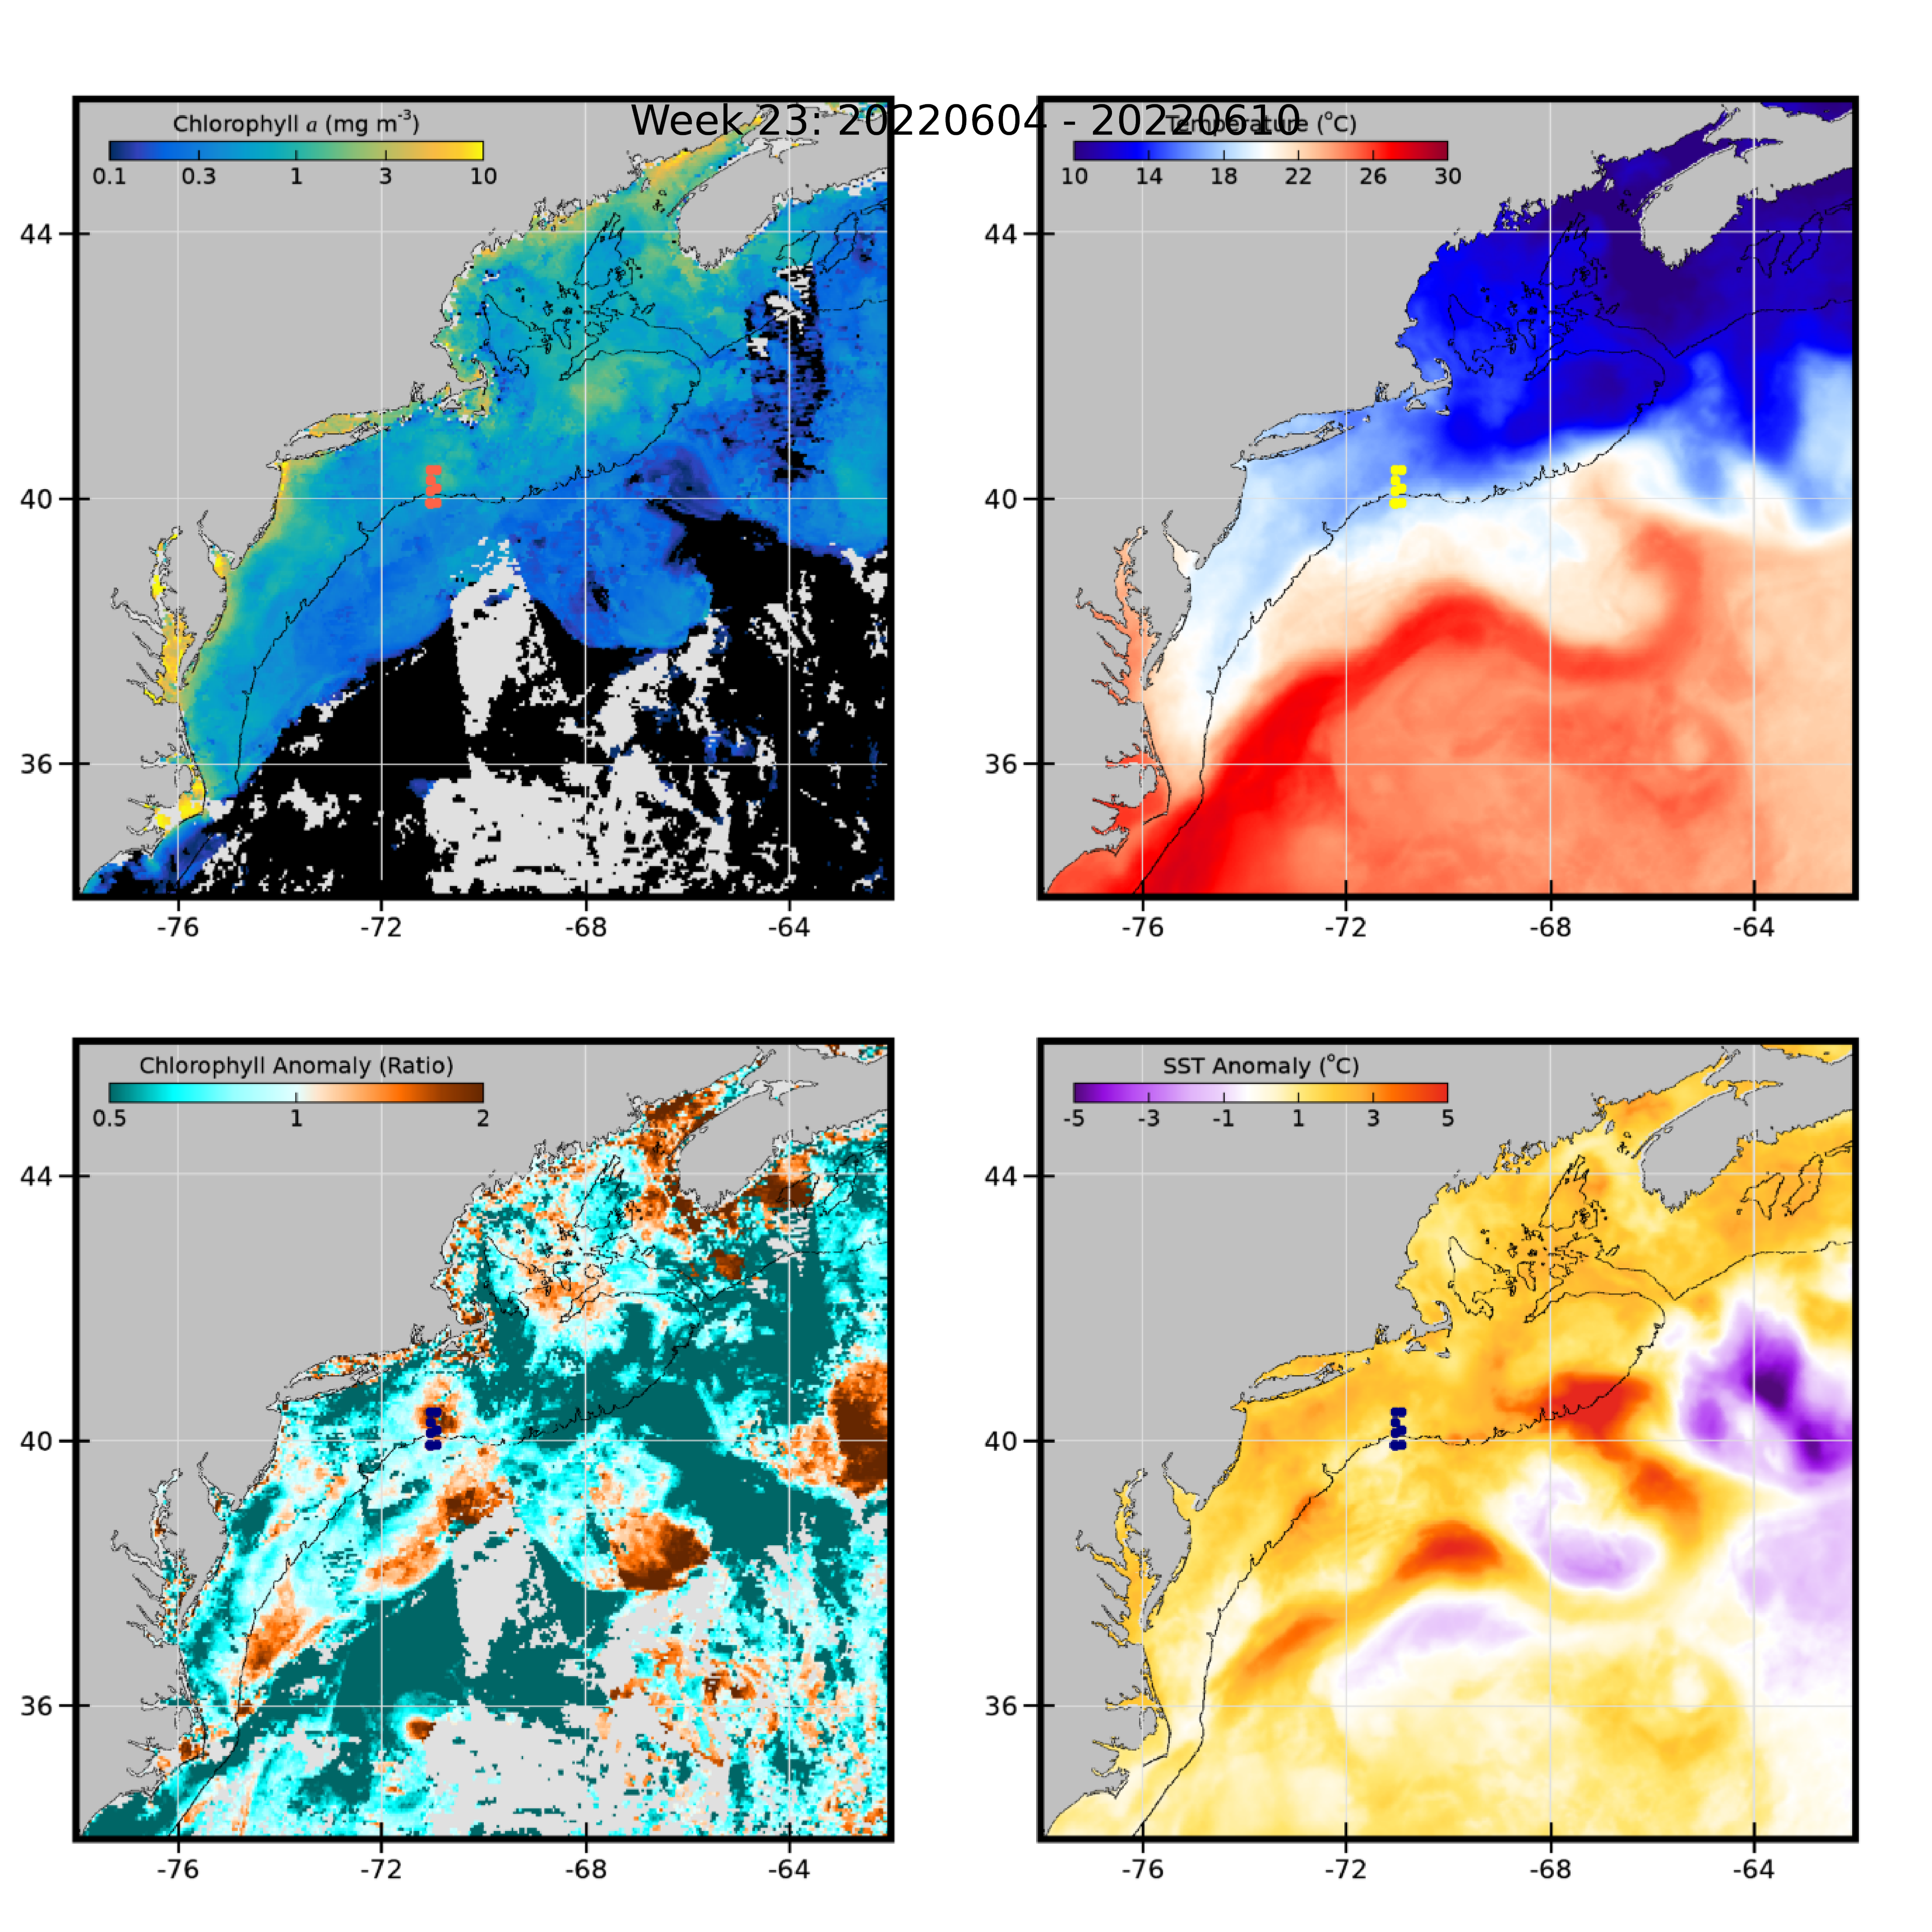 Week 23: 20220604 - 20220610
Chlorophyll a (mg m-3)
0.1 0.3 1 3 10
44
40
36
-76 -72 -68 -64
Temperature (°C)
10 14 18 22 26 30
44
40
36
-76 -72 -68 -64
Chlorophyll Anomaly (Ratio)
0.5 1 2
44
40
36
-76 -72 -68 -64
SST Anomaly (°C)
-5 -3 -1 1 3 5
44
40
36
-76 -72 -68 -64